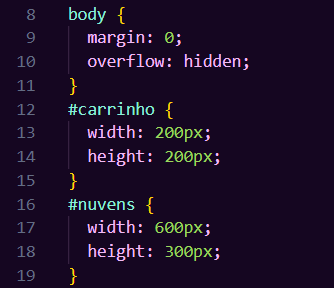 8 body {
9 margin: 0;
10 overflow: hidden;
11 }
12 #carrinho {
13 width: 200px;
14 height: 200px;
15 }
16 #nuvens {
17 width: 600px;
18 height: 300px;
19 }